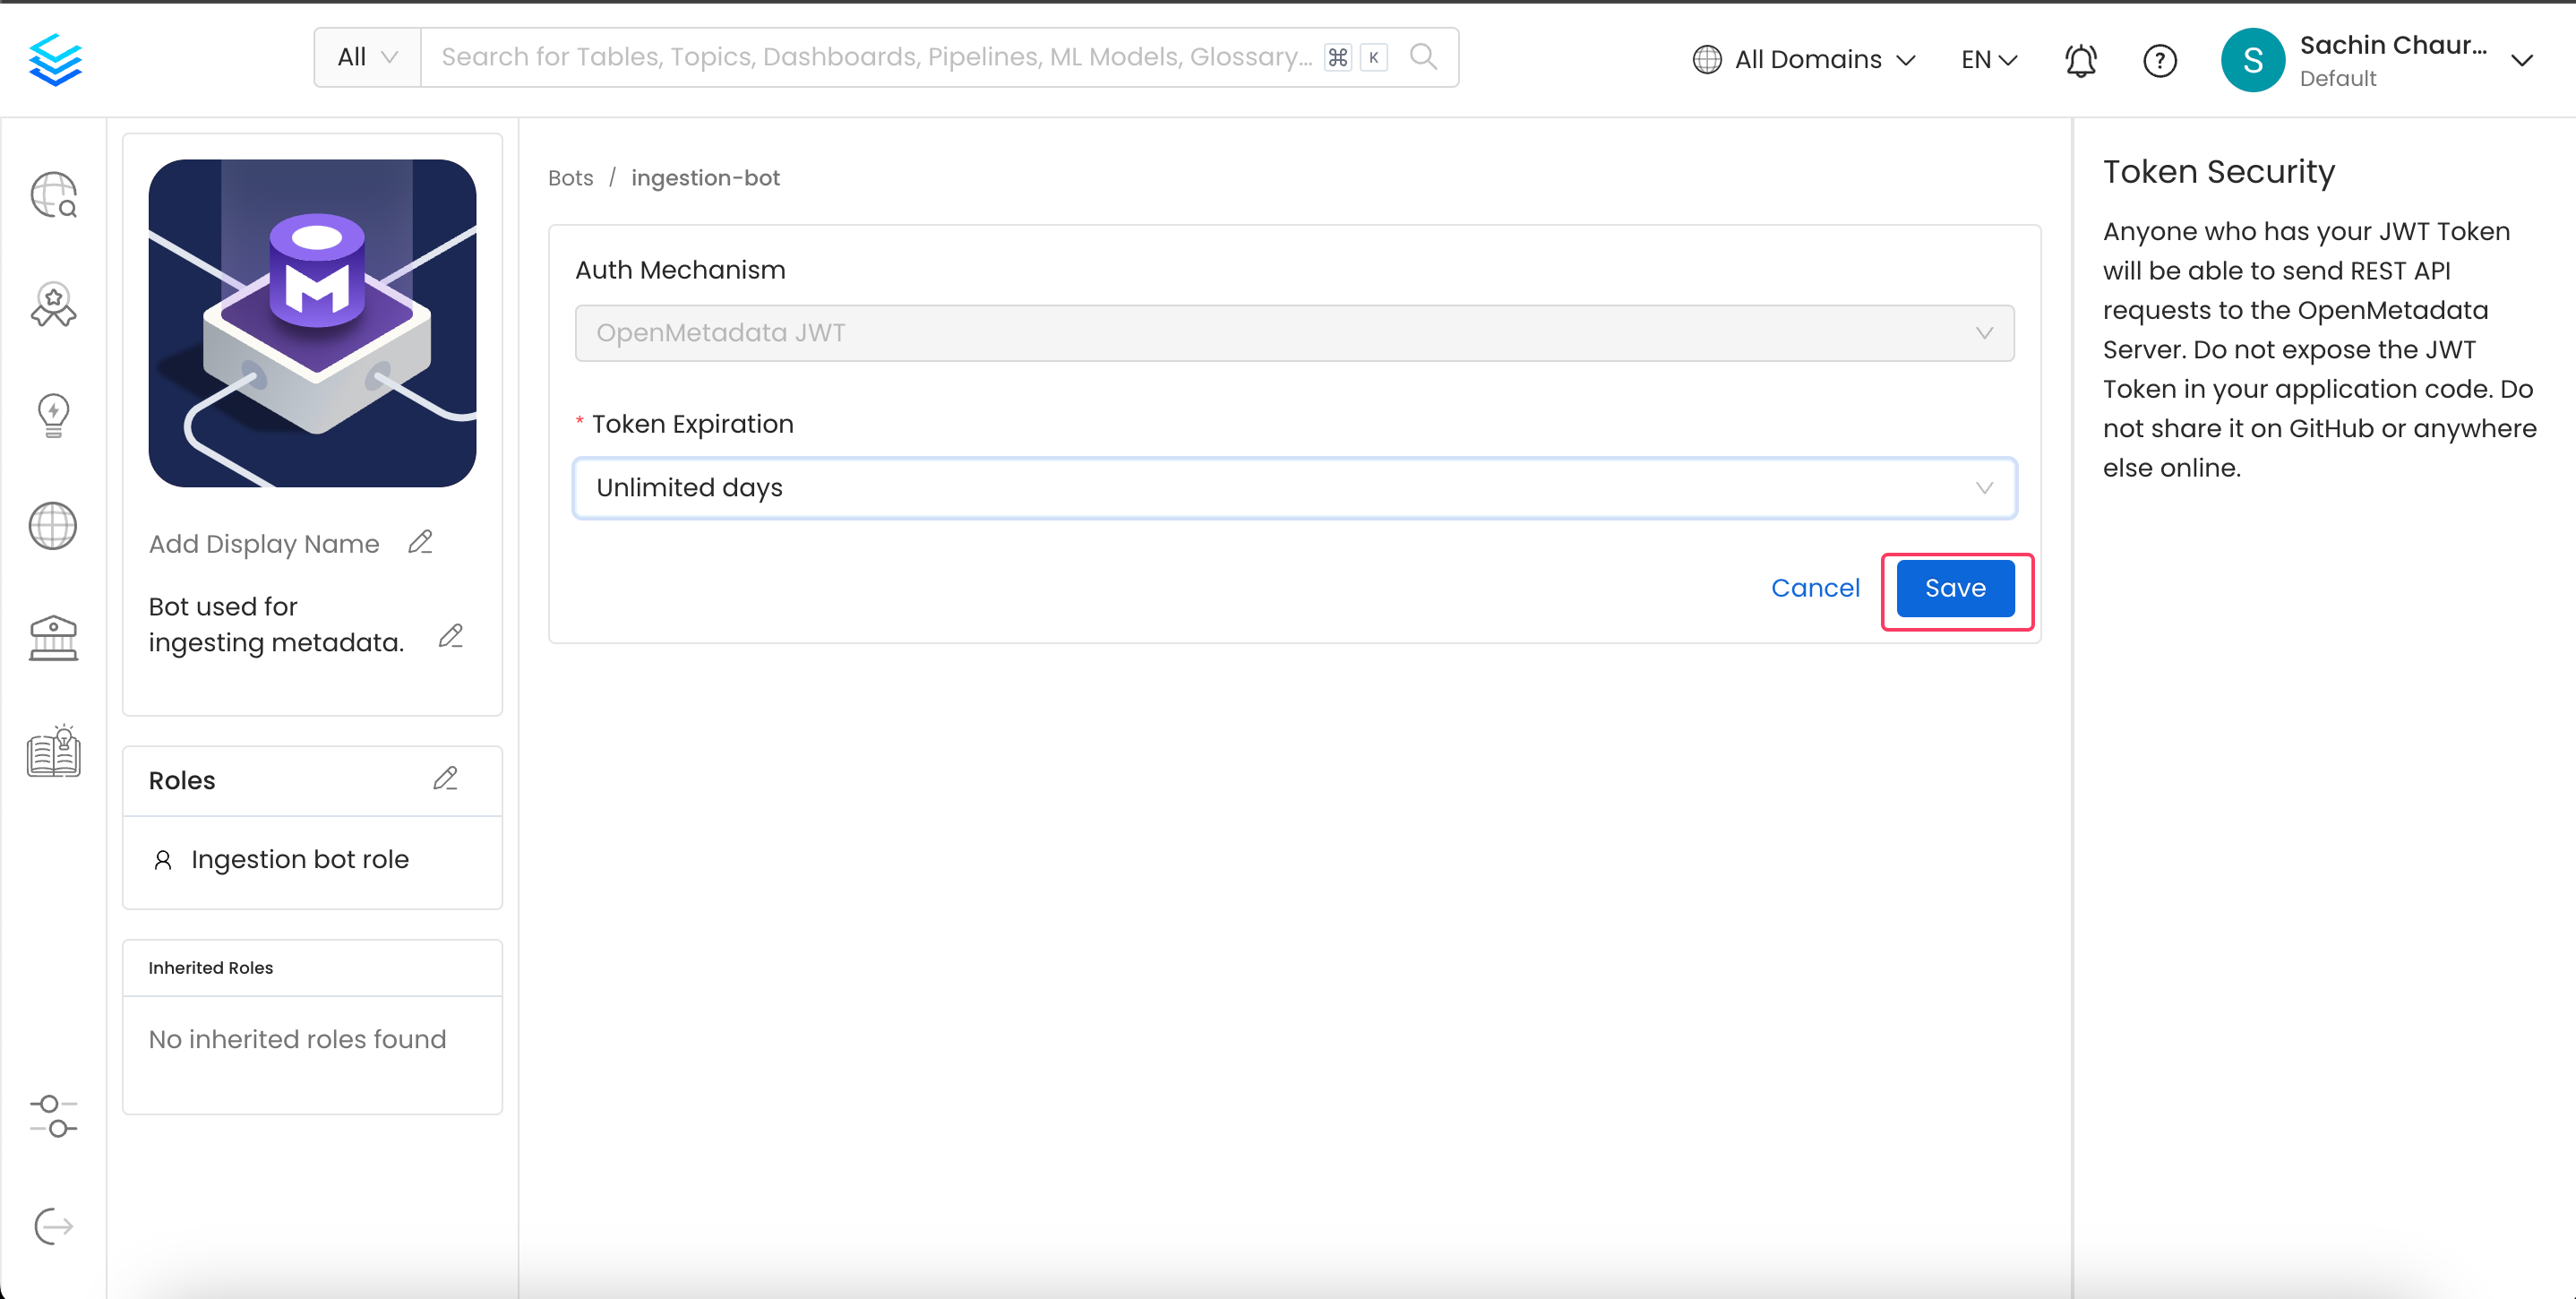 All
Search for Tables, Topics, Dashboards, Pipelines, ML Models, Glossary...
⌘ K
All Domains
EN
?
S
Sachin Chaur...
Default
M
Add Display Name
Bot used for
ingesting metadata.
Roles
Ingestion bot role
Inherited Roles
No inherited roles found
Bots / ingestion-bot
Auth Mechanism
OpenMetadata JWT
* Token Expiration
Unlimited days
Cancel
Save
Token Security
Anyone who has your JWT Token
will be able to send REST API
requests to the OpenMetadata
Server. Do not expose the JWT
Token in your application code. Do
not share it on GitHub or anywhere
else online.